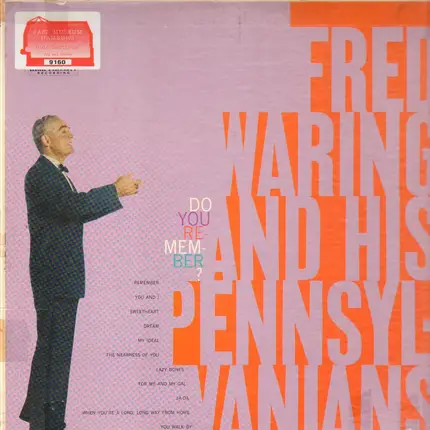 9160
RECORDING
FRED
WARING
AND HIS
PENNSYL-
VANIANS
DO
YOU
RE-
MEM-
BER
?
REMEMBER
YOU AND I
SWEETHEART
DREAM
MY IDEAL
THE NEARNESS OF YOU
LAZY BONES
FOR ME AND MY GAL
JA-DA
WHEN YOU'RE A LONG, LONG WAY FROM HOME
YOU WALK BY